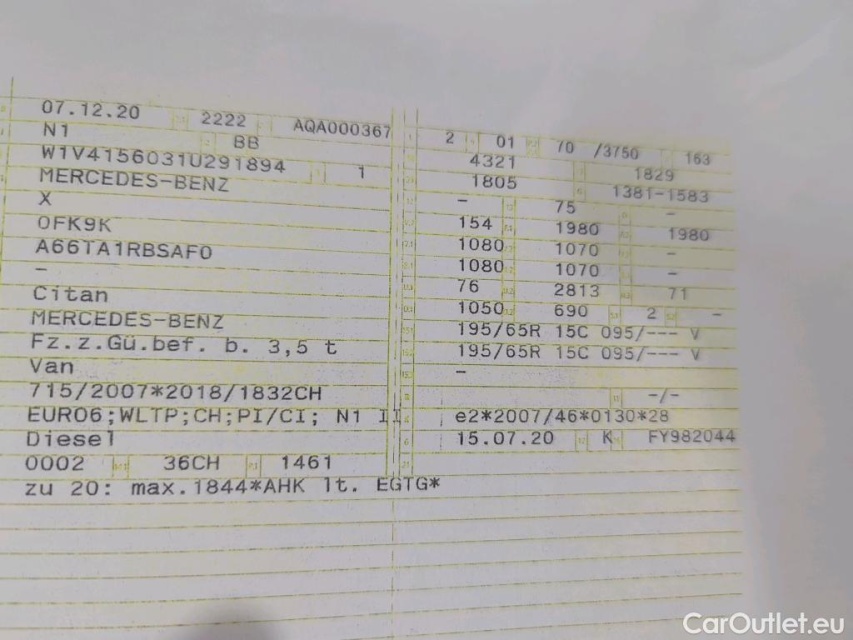 07.12.20 2222 AQA000367 2 01 70 /3/50 163
N1 BB 4321 1829
W1V4156031U291894 1 1805 1381-1583
MERCEDES-BENZ - 75 -
X 154 1980 1980
0FK9K 1080 1070 -
A66TA1RBSAF0 1080 1070 -
- 76 2813 71
Citan 1050 690 2 -
MERCEDES-BENZ 195/65R 15C 095/--- V
Fz.z.Gü.bef. b. 3,5 t 195/65R 15C 095/--- V
Van -
715/2007*2018/1832CH -/-
EURO6;WLTP;CH;PI/CI; N1 II e2*2007/46*0130*28
Diesel 15.07.20 K FY982044
0002 36CH 1461
zu 20: max.1844*AHK lt. EGTG*
CarOutlet.eu